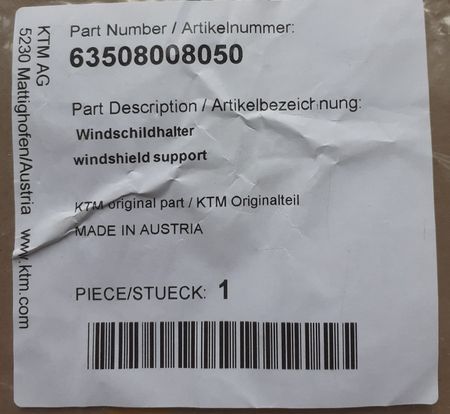 Part Number / Artikelnummer:
63508008050
Part Description / Artikelbezeichnung:
Windschildhalter
windshield support
KTM original part / KTM Originalteil
MADE IN AUSTRIA
PIECE/STUECK: 1
KTM AG
5230 Mattighofen/Austria www.ktm.com